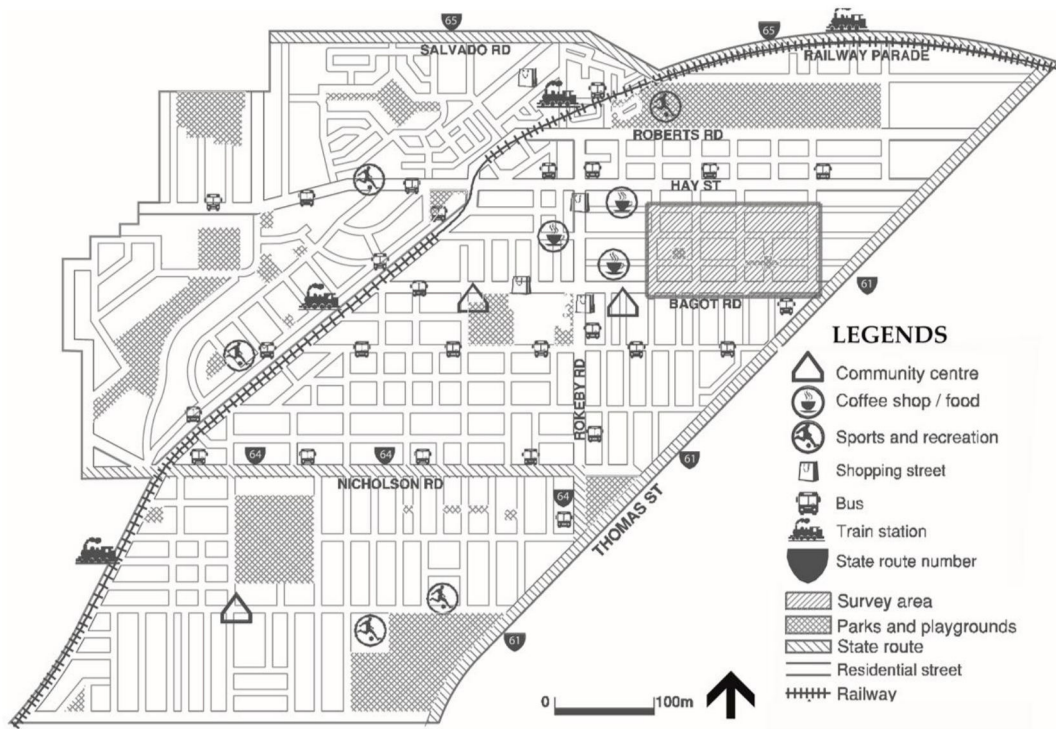 65
65
SALVADO RD
RAILWAY PARADE
ROBERTS RD
HAY ST
BAGOT RD
61
ROKEBY RD
64
64
NICHOLSON RD
61
64
THOMAS ST
61
LEGENDS
Community centre
Coffee shop / food
Sports and recreation
Shopping street
Bus
Train station
State route number
Survey area
Parks and playgrounds
State route
Residential street
Railway
0 100m